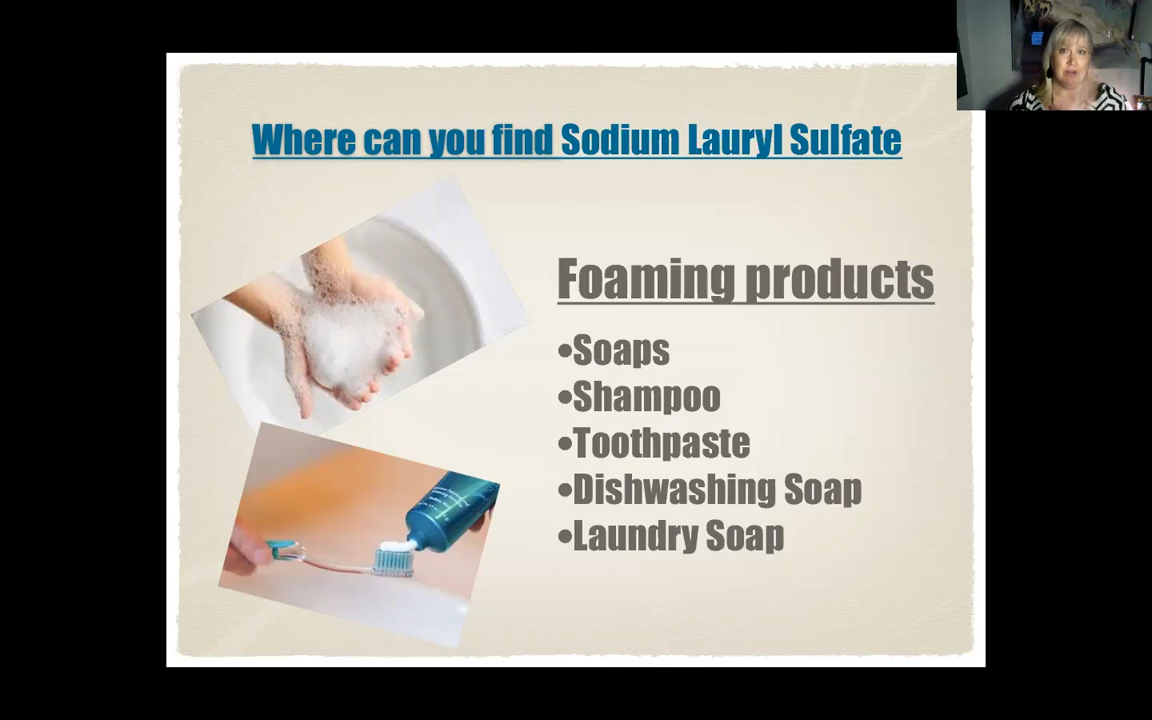 Where can you find Sodium Lauryl Sulfate
Foaming products
•Soaps
•Shampoo
•Toothpaste
•Dishwashing Soap
•Laundry Soap